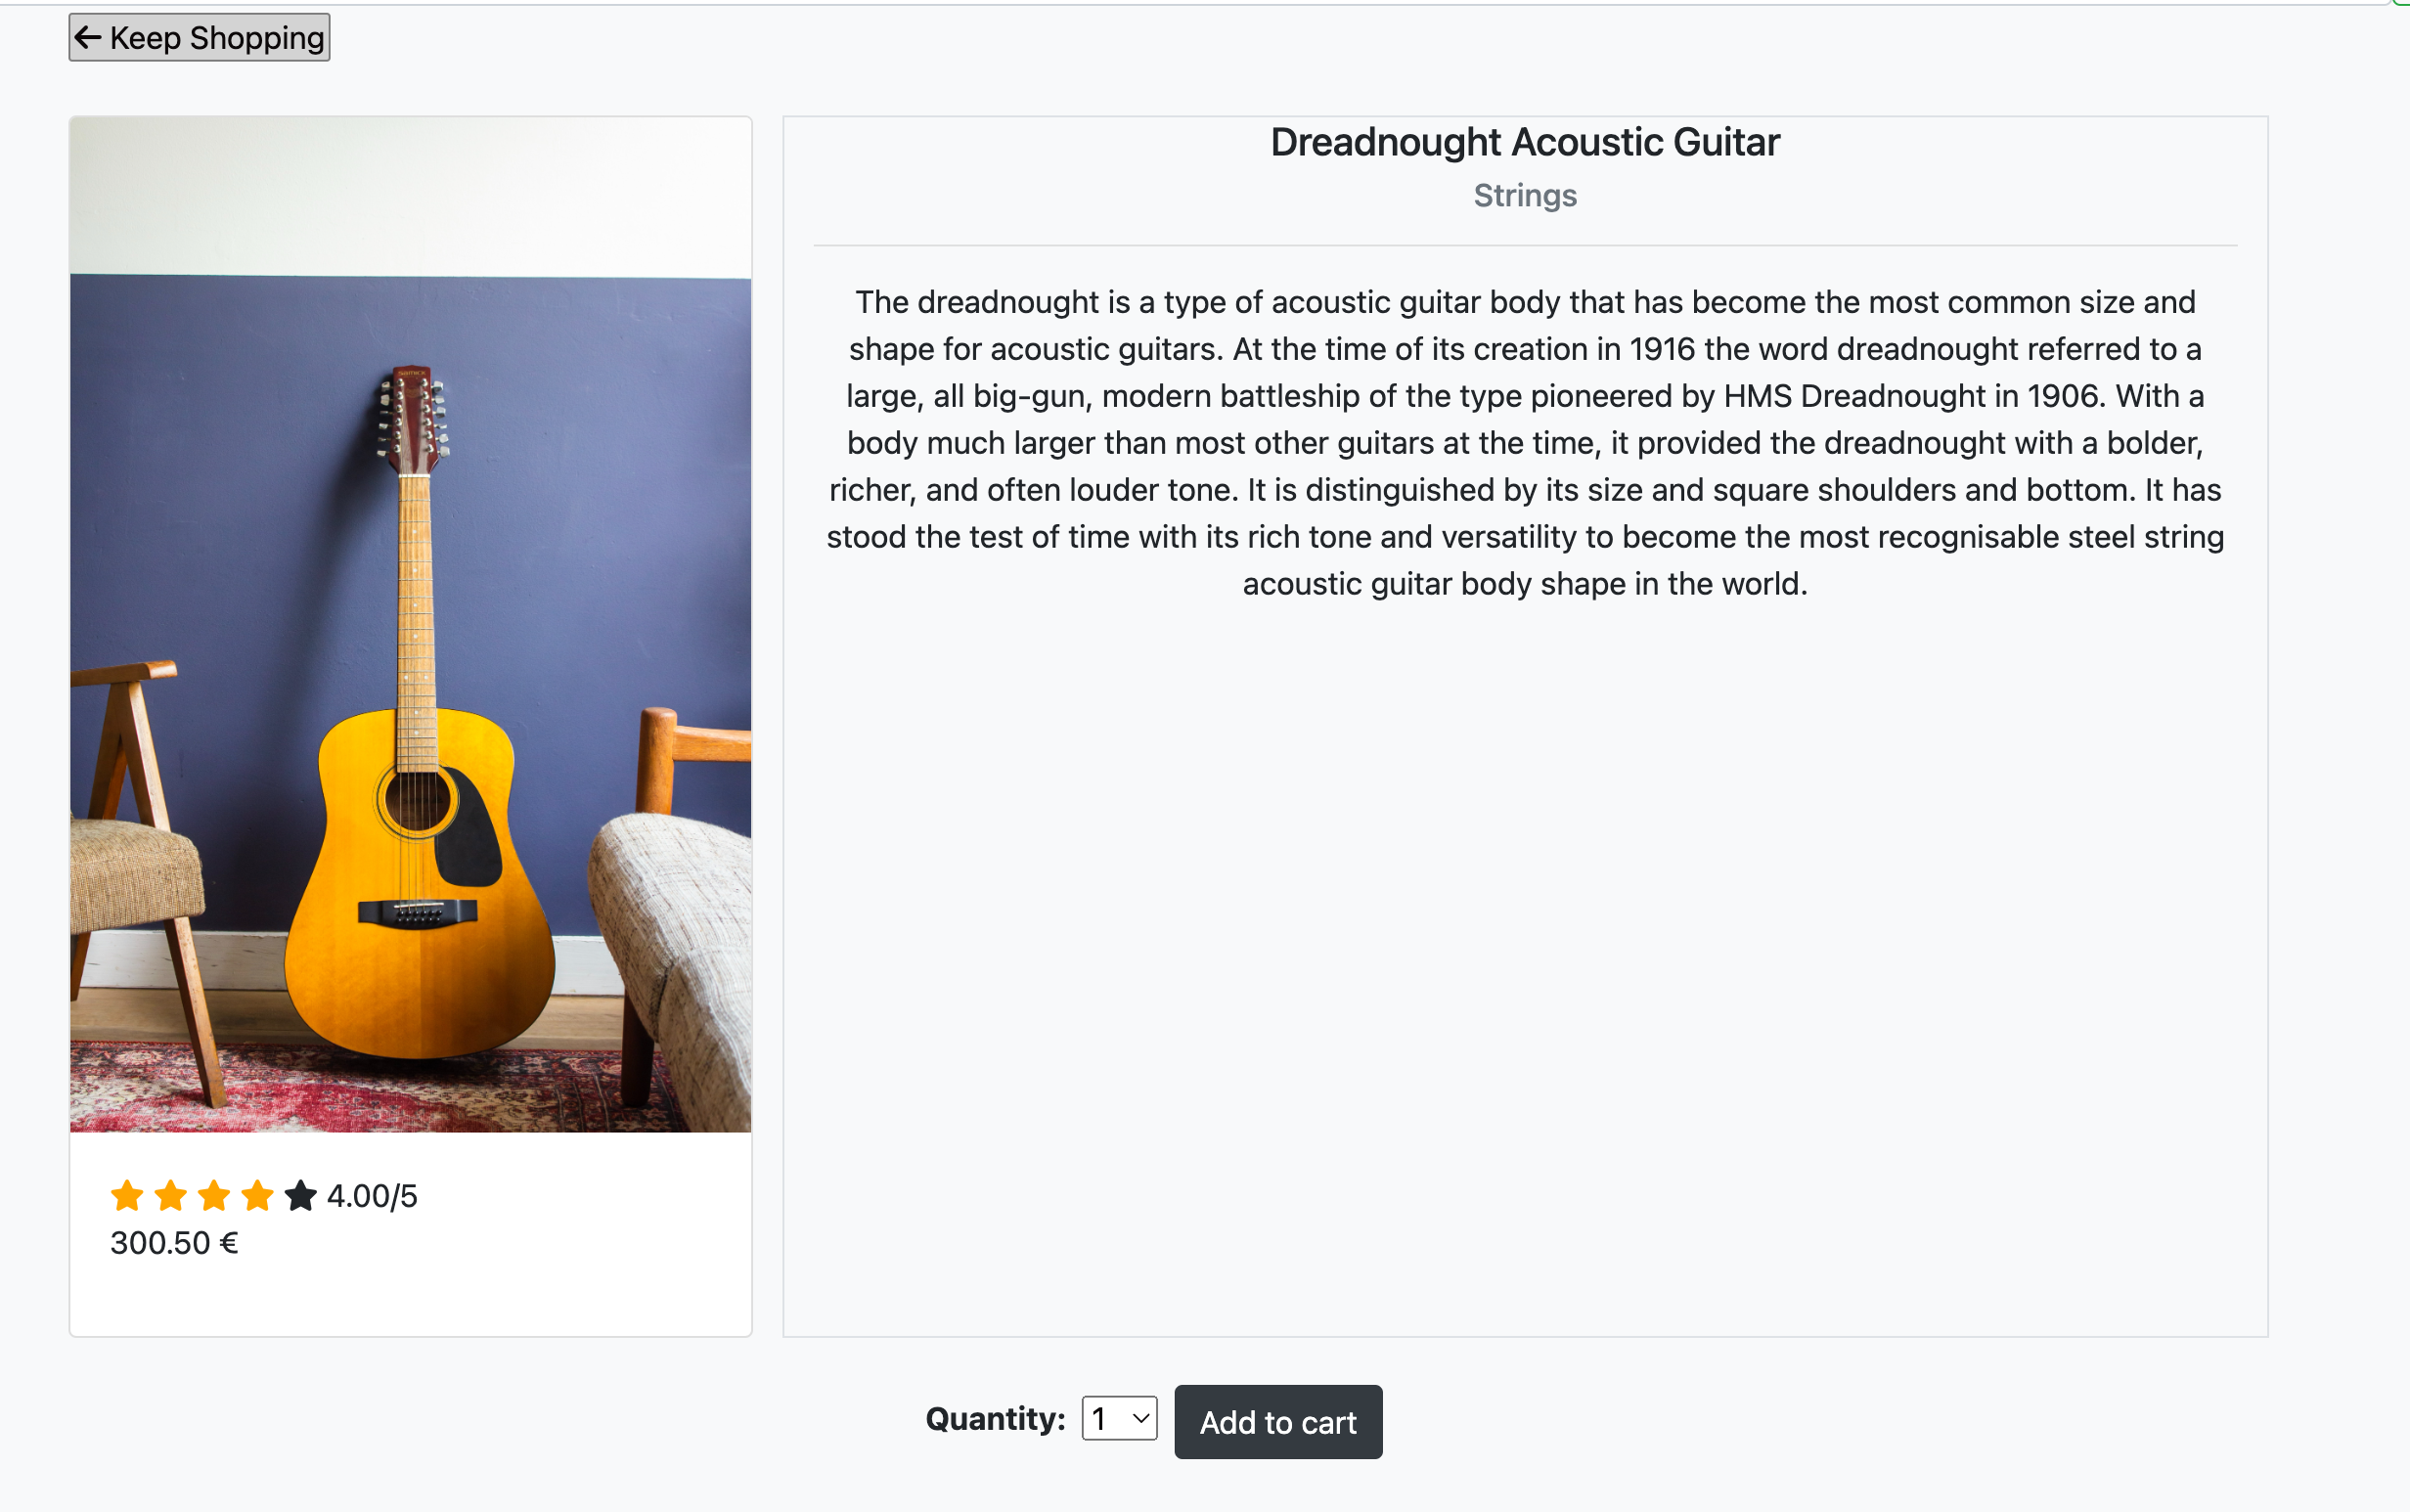 Keep Shopping
Dreadnought Acoustic Guitar
Strings
The dreadnought is a type of acoustic guitar body that has become the most common size and
shape for acoustic guitars. At the time of its creation in 1916 the word dreadnought referred to a
large, all big-gun, modern battleship of the type pioneered by HMS Dreadnought in 1906. With a
body much larger than most other guitars at the time, it provided the dreadnought with a bolder,
richer, and often louder tone. It is distinguished by its size and square shoulders and bottom. It has
stood the test of time with its rich tone and versatility to become the most recognisable steel string
acoustic guitar body shape in the world.
4.00/5
300.50 €
Quantity: 1 Add to cart